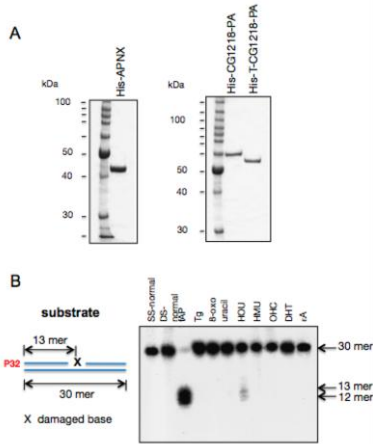 A
kDa
His-APNX
100
50
40
30
kDa
His-CG1218-PA
His-T-CG1218-PA
100
60
50
40
30
B
substrate
13 mer
P32
X
30 mer
X damaged base
SS-normal
DS-normal
fAP
Tg
8-oxo
uracil
HOU
HMU
OHC
DHT
rA
30 mer
13 mer
12 mer